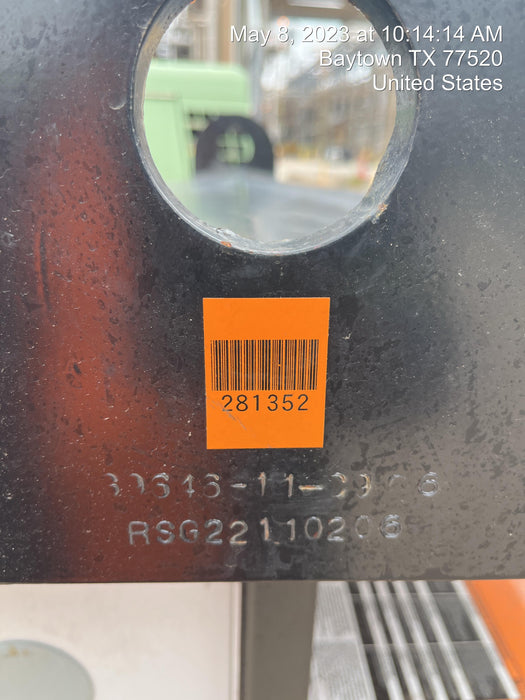 May 8, 2023 at 10:14:14 AM
Baytown TX 77520
United States
281352
RSG22110206